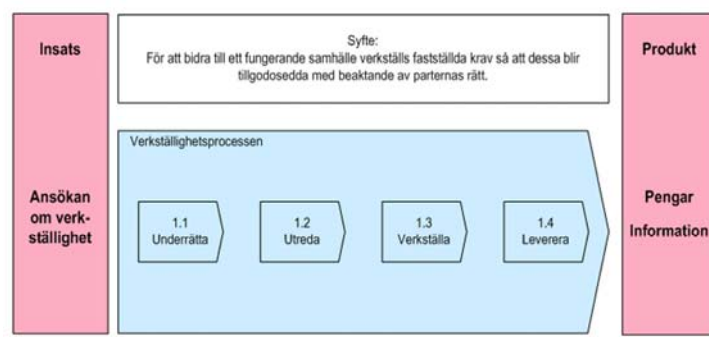 Insats
Ansökan
om verk-
ställighet
Syfte:
För att bidra till ett fungerande samhälle verkställs fastställda krav så att dessa blir
tillgodosedda med beaktande av parternas rätt.
Verkställighetsprocessen
1.1
Underrätta
1.2
Utreda
1.3
Verkställa
1.4
Leverera
Produkt
Pengar
Information